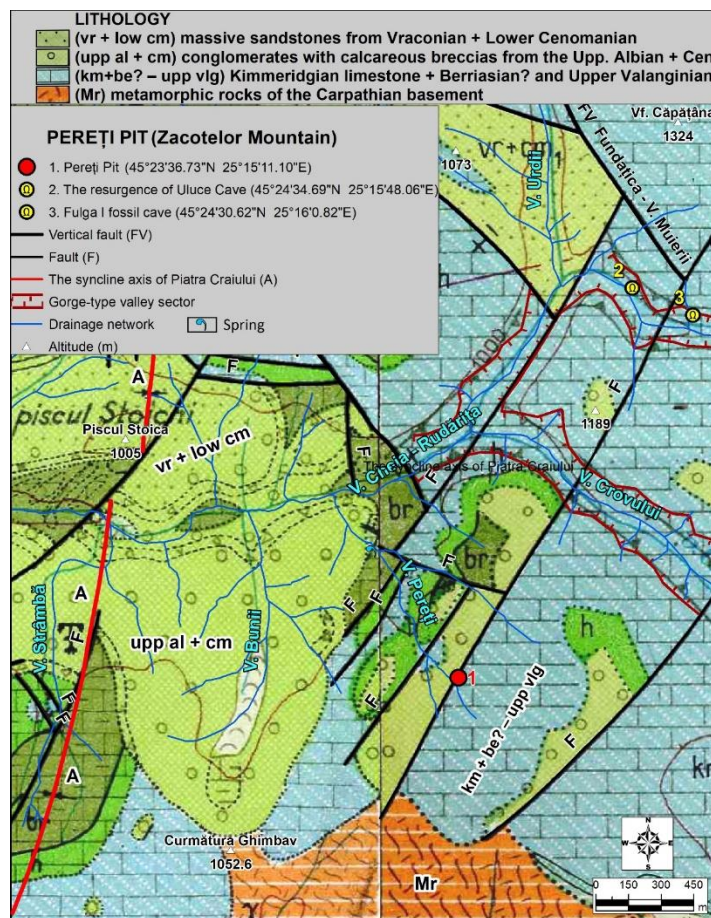 LITHOLOGY
(vr + low cm) massive sandstones from Vraconian + Lower Cenomanian
(upp al + cm) conglomerates with calcareous breccias from the Upp. Albian + Cen
(km+be? – upp vlg) Kimmeridgian limestone + Berriasian? and Upper Valanginian
(Mr) metamorphic rocks of the Carpathian basement
PEREȚI PIT (Zacotelor Mountain)
1. Pereți Pit (45°23'36.73"N 25°15'11.10"E)
2. The resurgence of Uluce Cave (45°24'34.69"N 25°15'48.06"E)
3. Fulga I fossil cave (45°24'30.62"N 25°16'0.82"E)
Vertical fault (FV)
Fault (F)
The syncline axis of Piatra Craiului (A)
Gorge-type valley sector
Drainage network
Spring
Altitude (m)
Vf. Căpățâna
1324
1073
vr+cm1
V. Urdii
FV. Fundățica - V. Muierii
h
2
3
1000
A
F
F
piscul Stoicii
Piscul Stoica
1005
vr + low cm
F
1189
V. Cheia - Rudărița
The syncline axis of Piatra Craiului
h
V. Crovului
F
br
br
F
V. Strâmbă
A
F
V. Bunii
upp al + cm
F
F
V. Pereți
h
1
F
F
F
F
km + be? – upp vlg
F
A
Curmătura Ghimbav
1052.6
Mr
N
W
E
S
0 150 300 450
m